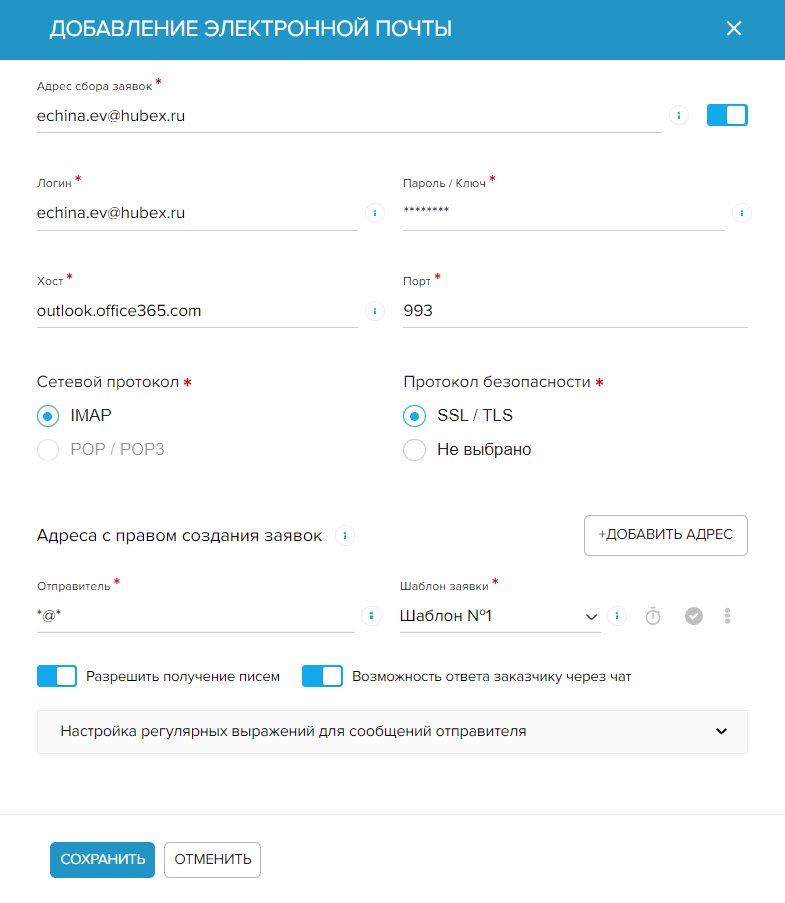 ДОБАВЛЕНИЕ ЭЛЕКТРОННОЙ ПОЧТЫ
Адрес сбора заявок *
echina.ev@hubex.ru
Логин * Пароль / Ключ *
echina.ev@hubex.ru ********
Хост * Порт *
outlook.office365.com 993
Сетевой протокол * Протокол безопасности *
IMAP SSL / TLS
POP / POP3 Не выбрано
Адреса с правом создания заявок +ДОБАВИТЬ АДРЕС
Отправитель * Шаблон заявки *
*@* Шаблон №1
Разрешить получение писем Возможность ответа заказчику через чат
Настройка регулярных выражений для сообщений отправителя
СОХРАНИТЬ ОТМЕНИТЬ